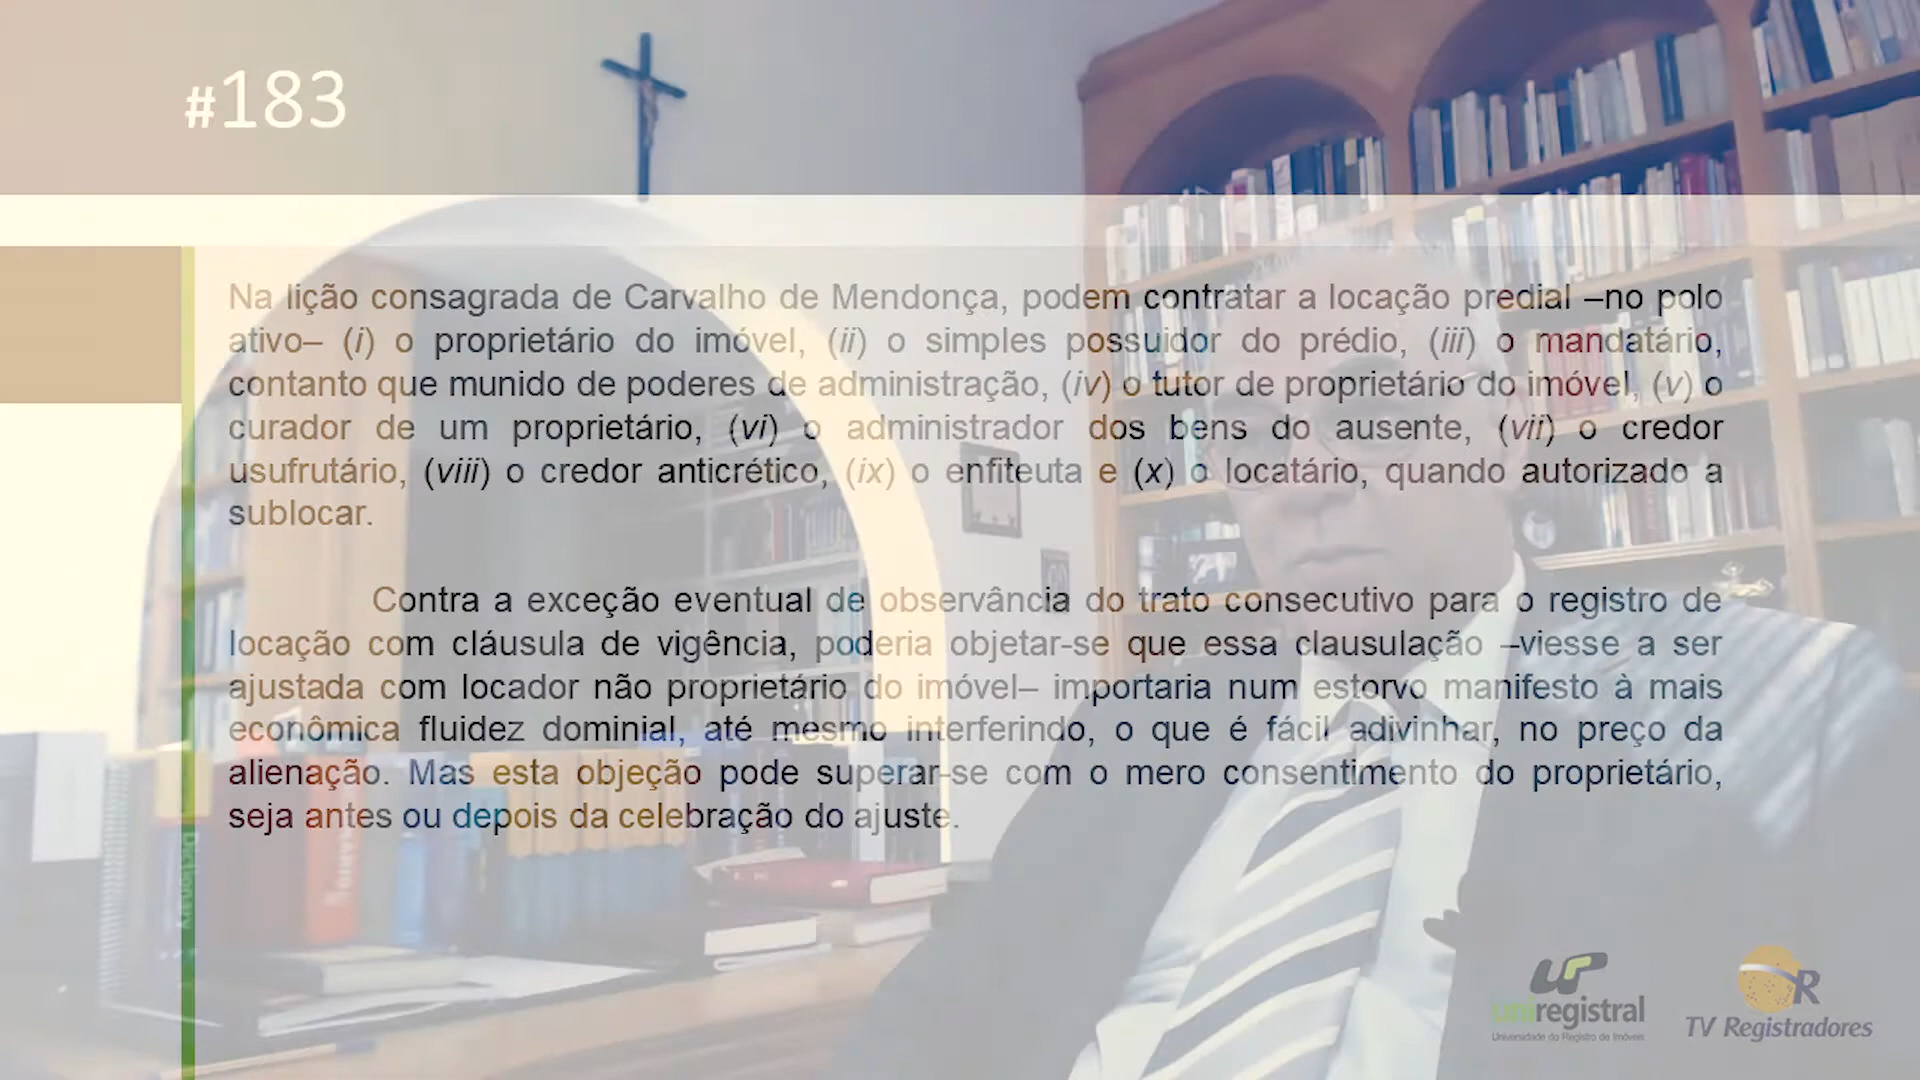 #183
Na lição consagrada de Carvalho de Mendonça, podem contratar a locação predial –no polo
ativo– (i) o proprietário do imóvel, (ii) o simples possuidor do prédio, (iii) o mandatário,
contanto que munido de poderes de administração, (iv) o tutor de proprietário do imóvel, (v) o
curador de um proprietário, (vi) o administrador dos bens do ausente, (vii) o credor
usufrutário, (viii) o credor anticrético, (ix) o enfiteuta e (x) o locatário, quando autorizado a
sublocar.
Contra a exceção eventual de observância do trato consecutivo para o registro de
locação com cláusula de vigência, poderia objetar-se que essa clausulação –viesse a ser
ajustada com locador não proprietário do imóvel– importaria num estorvo manifesto à mais
econômica fluidez dominial, até mesmo interferindo, o que é fácil adivinhar, no preço da
alienação. Mas esta objeção pode superar-se com o mero consentimento do proprietário,
seja antes ou depois da celebração do ajuste.
Dictionary
uniregistral
Universidade do Registro de Imóveis
R
TV Registradores